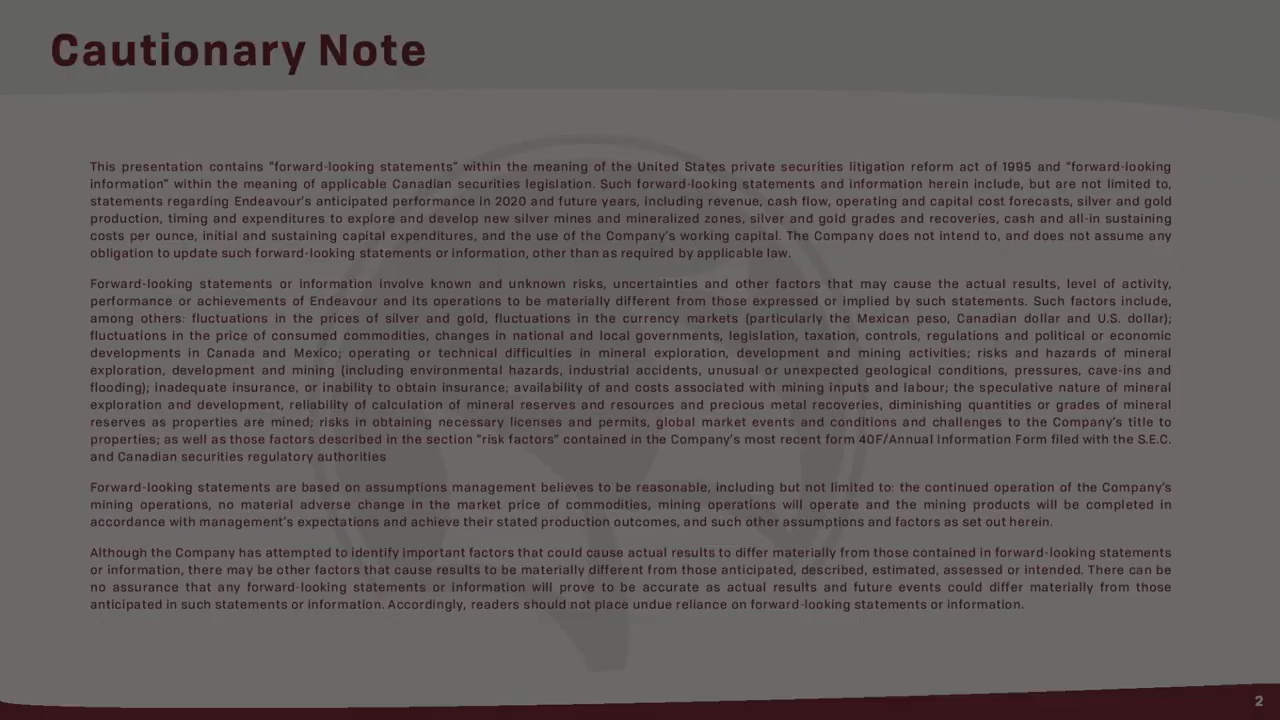 Cautionary Note
This presentation contains "forward-looking statements" within the meaning of the United States private securities litigation reform act of 1995 and "forward-looking
information" within the meaning of applicable Canadian securities legislation. Such forward-looking statements and information herein include, but are not limited to,
statements regarding Endeavour's anticipated performance in 2020 and future years, including revenue, cash flow, operating and capital cost forecasts, silver and gold
production, timing and expenditures to explore and develop new silver mines and mineralized zones, silver and gold grades and recoveries, cash and all-in sustaining
costs per ounce, initial and sustaining capital expenditures, and the use of the Company's working capital. The Company does not intend to, and does not assume any
obligation to update such forward-looking statements or information, other than as required by applicable law.
Forward-looking statements or information involve known and unknown risks, uncertainties and other factors that may cause the actual results, level of activity,
performance or achievements of Endeavour and its operations to be materially different from those expressed or implied by such statements. Such factors include,
among others: fluctuations in the prices of silver and gold, fluctuations in the currency markets (particularly the Mexican peso, Canadian dollar and U.S. dollar);
fluctuations in the price of consumed commodities, changes in national and local governments, legislation, taxation, controls, regulations and political or economic
developments in Canada and Mexico; operating or technical difficulties in mineral exploration, development and mining activities; risks and hazards of mineral
exploration, development and mining (including environmental hazards, industrial accidents, unusual or unexpected geological conditions, pressures, cave-ins and
flooding); inadequate insurance, or inability to obtain insurance; availability of and costs associated with mining inputs and labour; the speculative nature of mineral
exploration and development, reliability of calculation of mineral reserves and resources and precious metal recoveries, diminishing quantities or grades of mineral
reserves as properties are mined; risks in obtaining necessary licenses and permits, global market events and conditions and challenges to the Company's title to
properties; as well as those factors described in the section "risk factors" contained in the Company's most recent form 40F/Annual Information Form filed with the S.E.C.
and Canadian securities regulatory authorities
Forward-looking statements are based on assumptions management believes to be reasonable, including but not limited to: the continued operation of the Company's
mining operations, no material adverse change in the market price of commodities, mining operations will operate and the mining products will be completed in
accordance with management's expectations and achieve their stated production outcomes, and such other assumptions and factors as set out herein.
Although the Company has attempted to identify important factors that could cause actual results to differ materially from those contained in forward-looking statements
or information, there may be other factors that cause results to be materially different from those anticipated, described, estimated, assessed or intended. There can be
no assurance that any forward-looking statements or information will prove to be accurate as actual results and future events could differ materially from those
anticipated in such statements or information. Accordingly, readers should not place undue reliance on forward-looking statements or information.
2